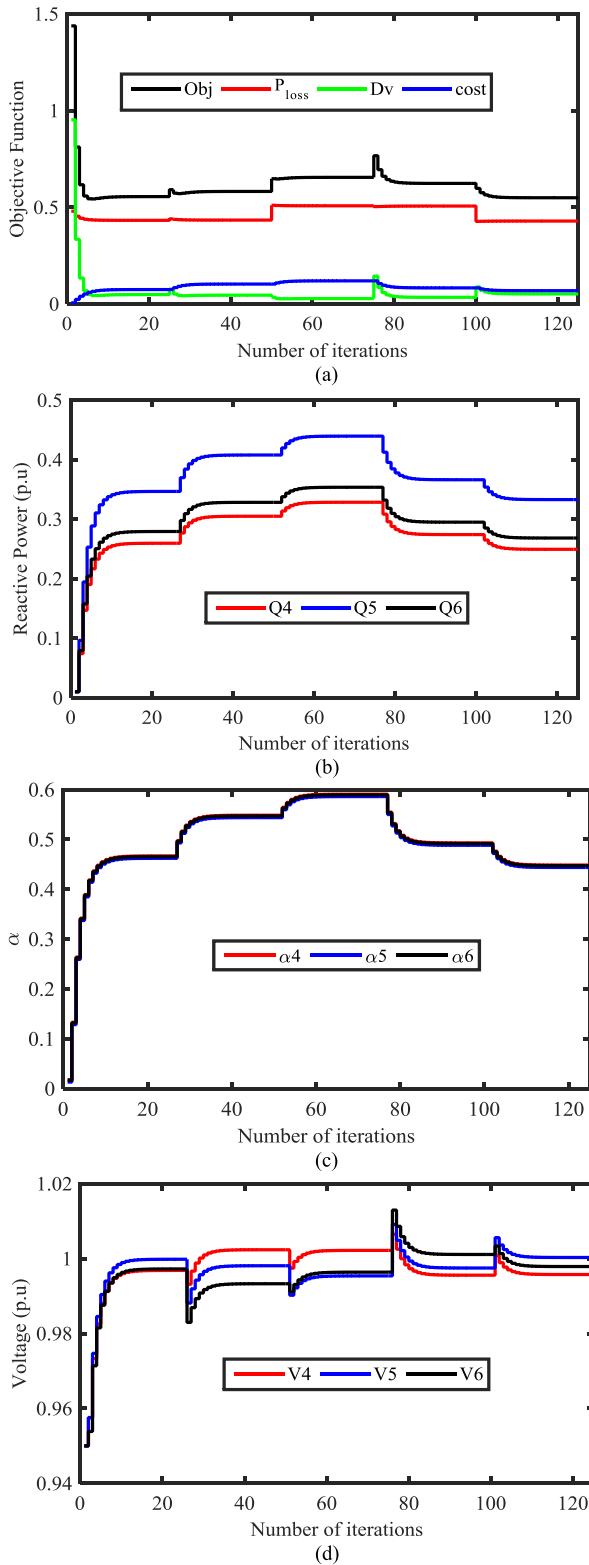 1.5
1
0.5
0
Objective Function
Obj P_loss Dv cost
0 20 40 60 80 100 120
Number of iterations
(a)
0.5
0.4
0.3
0.2
0.1
0
Reactive Power (p.u)
Q4 Q5 Q6
0 20 40 60 80 100 120
Number of iterations
(b)
0.6
0.5
0.4
0.3
0.2
0.1
0
α
α4 α5 α6
0 20 40 60 80 100 120
Number of iterations
(c)
1.02
1
0.98
0.96
0.94
Voltage (p.u)
V4 V5 V6
0 20 40 60 80 100 120
Number of iterations
(d)